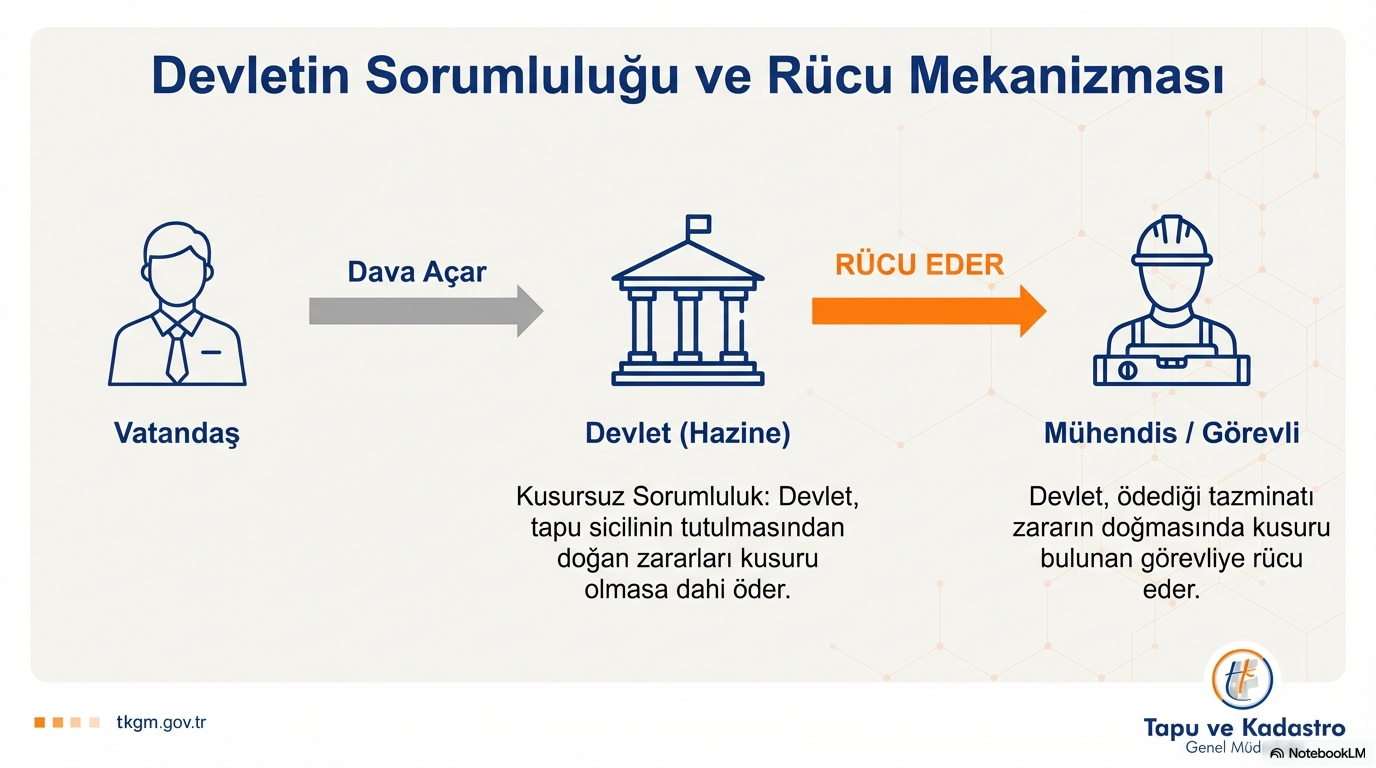 Devletin Sorumluluğu ve Rücu Mekanizması
Dava Açar
RÜCU EDER
Vatandaş
Devlet (Hazine)
Mühendis / Görevli
Kusursuz Sorumluluk: Devlet,
tapu sicilinin tutulmasından
doğan zararları kusuru
olmasa dahi öder.
Devlet, ödediği tazminatı
zararın doğmasında kusuru
bulunan görevliye rücu
eder.
tkgm.gov.tr
Tapu ve Kadastro
Genel
NotebookLM